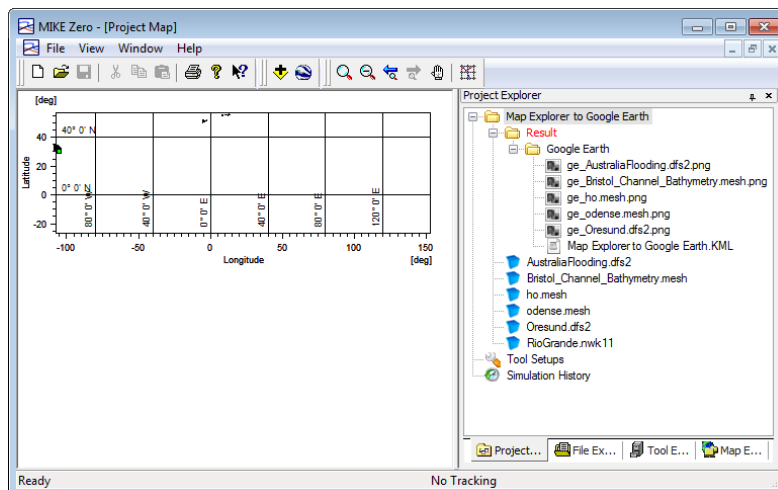 MIKE Zero - [Project Map]
File View Window Help
Project Explorer
[deg]
40° 0' N
40
20
0° 0' N
0
-20
Latitude
80° 0' W
40° 0' W
0° 0' E
40° 0' E
80° 0' E
120° 0' E
-100 -50 0 50 100 150
Longitude [deg]
Map Explorer to Google Earth
Result
Google Earth
ge_AustraliaFlooding.dfs2.png
ge_Bristol_Channel_Bathymetry.mesh.png
ge_ho.mesh.png
ge_odense.mesh.png
ge_Oresund.dfs2.png
Map Explorer to Google Earth.KML
AustraliaFlooding.dfs2
Bristol_Channel_Bathymetry.mesh
ho.mesh
odense.mesh
Oresund.dfs2
RioGrande.nwk11
Tool Setups
Simulation History
Project... File Ex... Tool E... Map E...
Ready No Tracking